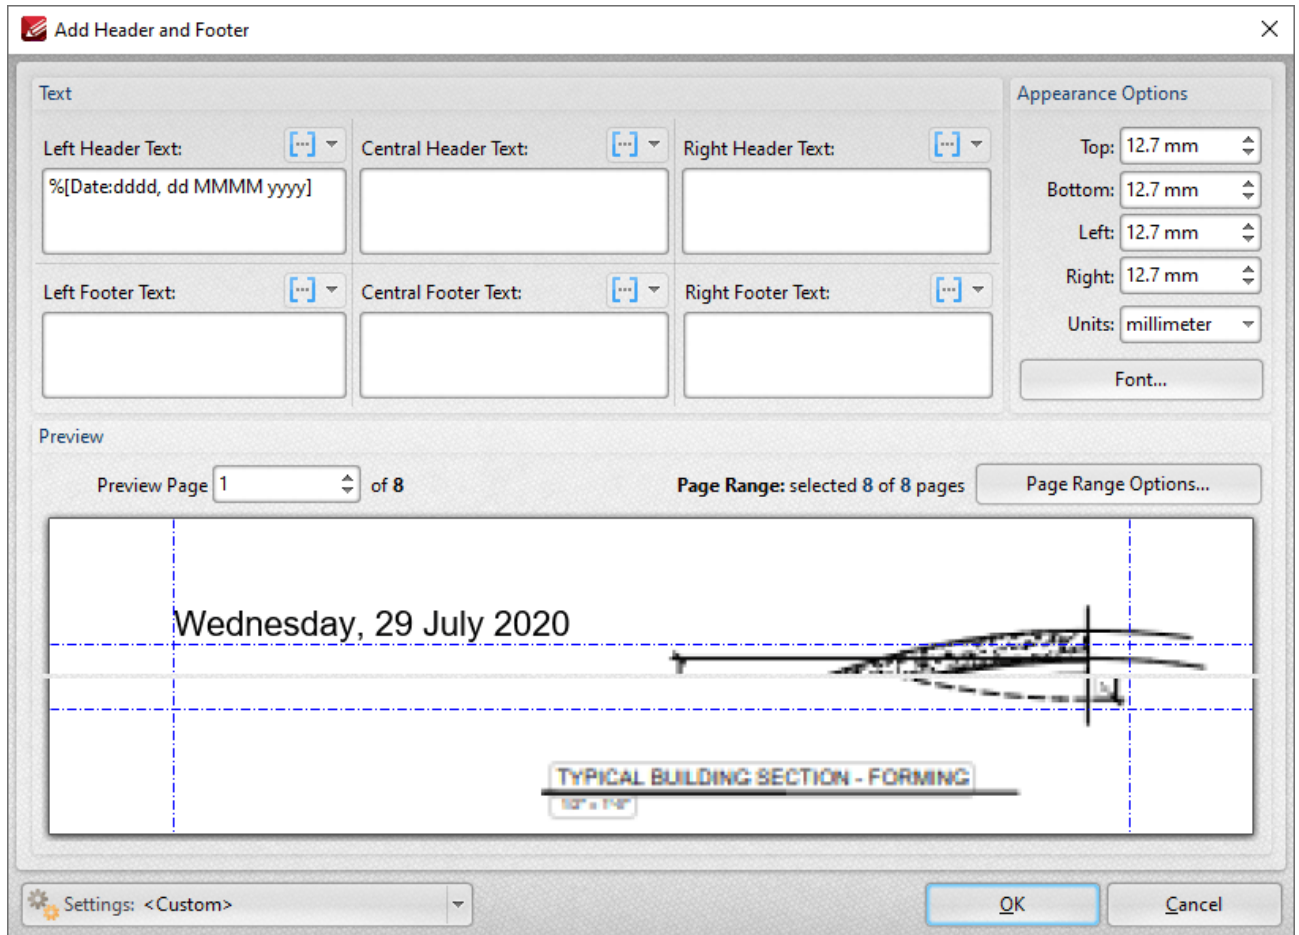 Add Header and Footer
Text
Appearance Options
Left Header Text:
Central Header Text:
Right Header Text:
Top: 12.7 mm
%[Date:dddd, dd MMMM yyyy]
Bottom: 12.7 mm
Left: 12.7 mm
Left Footer Text:
Central Footer Text:
Right Footer Text:
Right: 12.7 mm
Units: millimeter
Font...
Preview
Preview Page 1 of 8
Page Range: selected 8 of 8 pages
Page Range Options...
Wednesday, 29 July 2020
TYPICAL BUILDING SECTION - FORMING
Settings: <Custom>
OK
Cancel